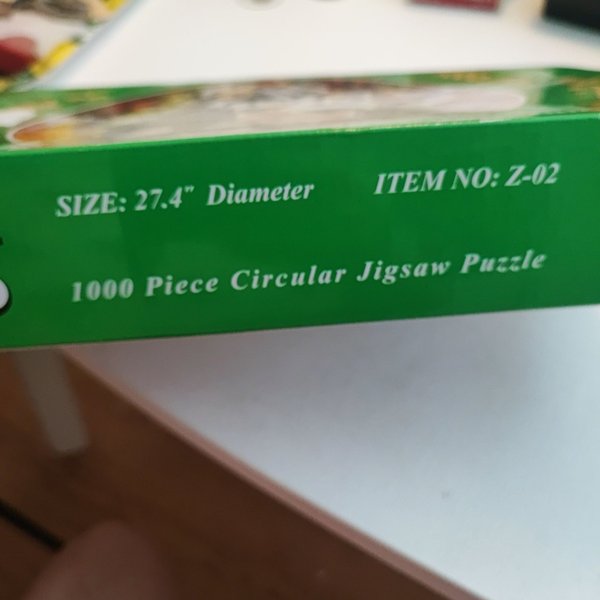 SIZE: 27.4" Diameter
ITEM NO: Z-02
1000 Piece Circular Jigsaw Puzzle